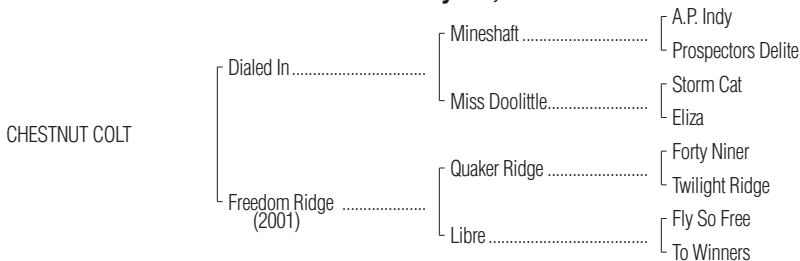 A.P. Indy
Mineshaft
Prospectors Delite
Dialed In
Storm Cat
Miss Doolittle
Eliza
CHESTNUT COLT
Forty Niner
Quaker Ridge
Twilight Ridge
Freedom Ridge
(2001)
Fly So Free
Libre
To Winners